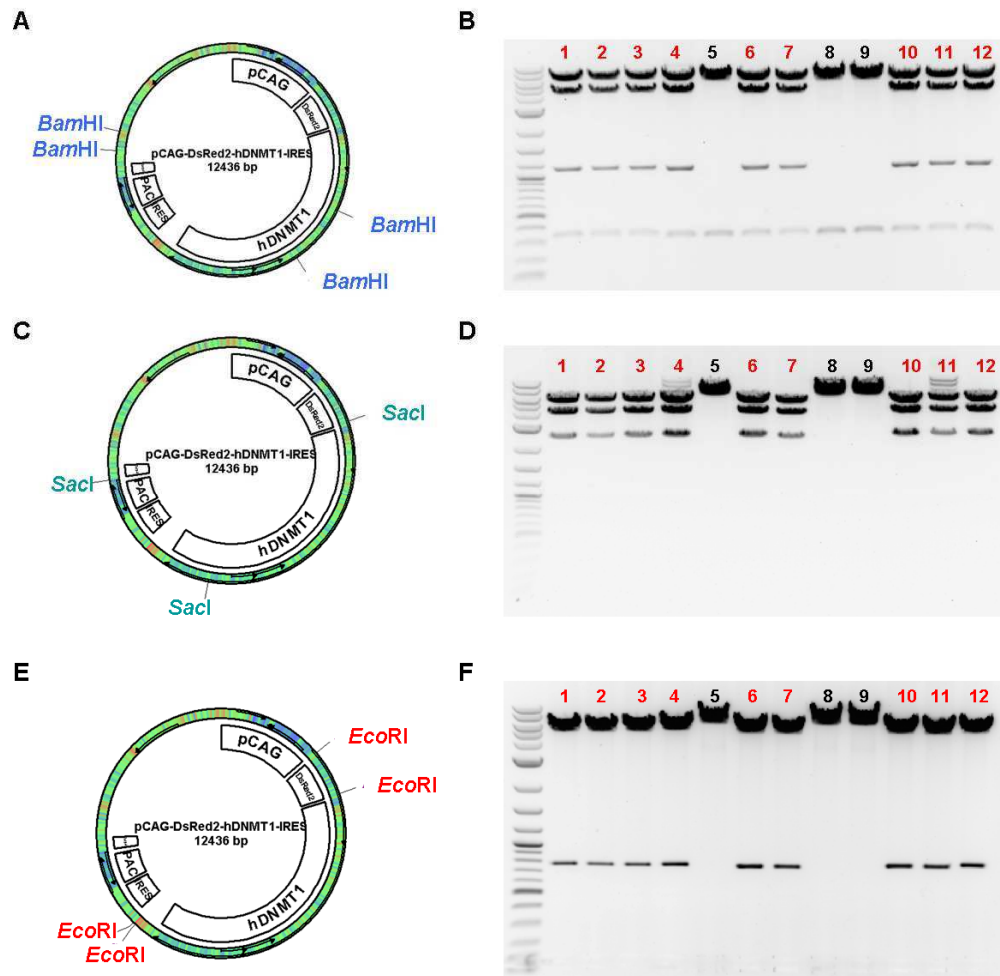 A
pCAG
DsRed2
BamHI
BamHI
pCAG-DsRed2-hDNMT1-IRES
12436 bp
PAC
RES
hDNMT1
BamHI
BamHI
B
1 2 3 4 5 6 7 8 9 10 11 12
C
pCAG
DsRed2
SacI
pCAG-DsRed2-hDNMT1-IRES
12436 bp
SacI
PAC
RES
hDNMT1
SacI
D
1 2 3 4 5 6 7 8 9 10 11 12
E
pCAG
EcoRI
DsRed2
EcoRI
pCAG-DsRed2-hDNMT1-IRES
12436 bp
PAC
RES
hDNMT1
EcoRI
EcoRI
F
1 2 3 4 5 6 7 8 9 10 11 12